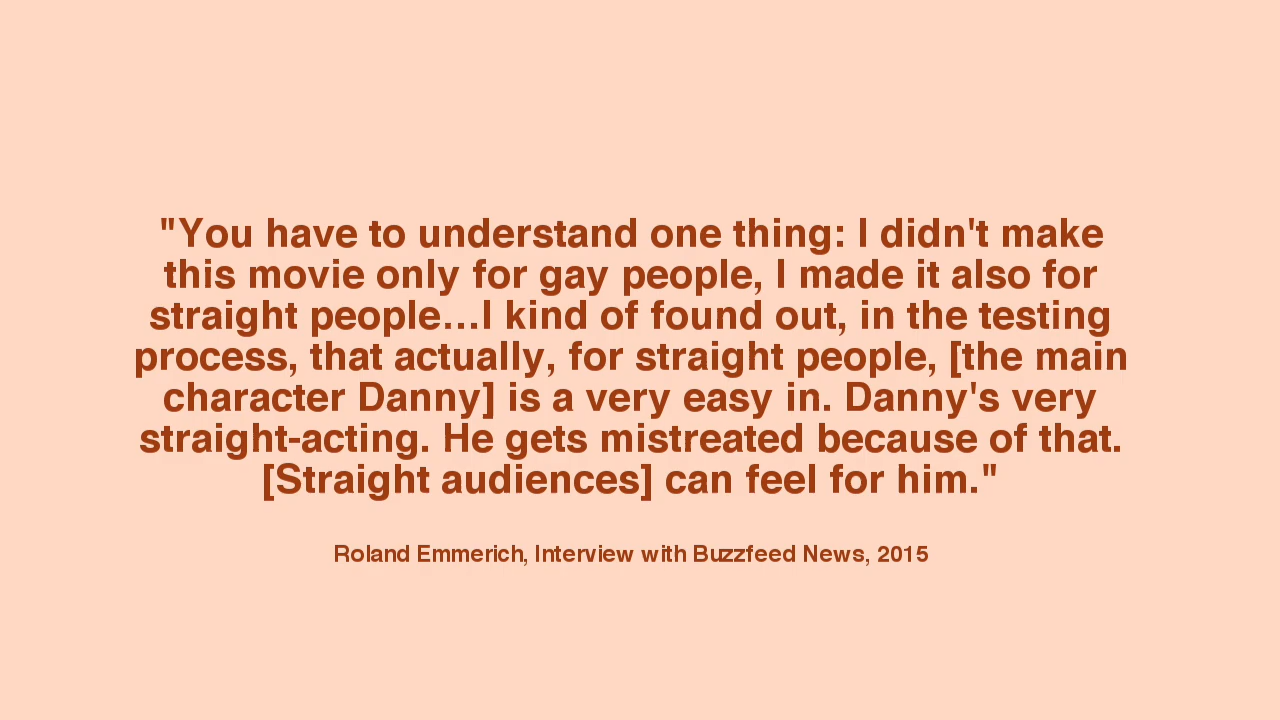 "You have to understand one thing: I didn't make
this movie only for gay people, I made it also for
straight people...I kind of found out, in the testing
process, that actually, for straight people, [the main
character Danny] is a very easy in. Danny's very
straight-acting. He gets mistreated because of that.
[Straight audiences] can feel for him."
Roland Emmerich, Interview with Buzzfeed News, 2015